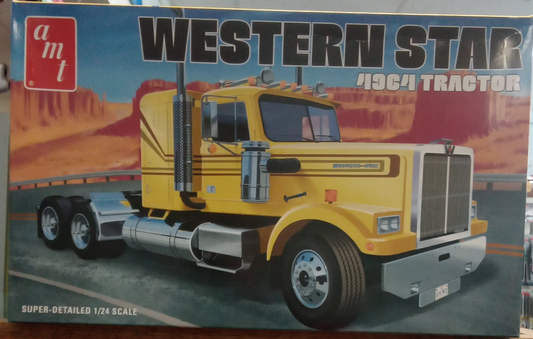 amt
WESTERN STAR
4964 TRACTOR
SUPER-DETAILED 1/24 SCALE